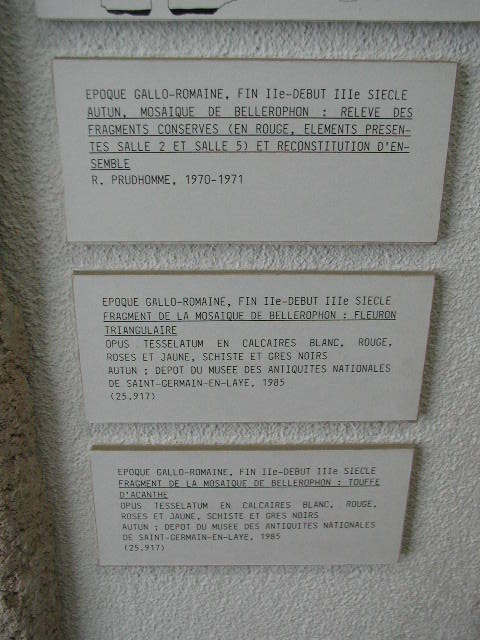 EPOQUE GALLO-ROMAINE, FIN IIe-DEBUT IIIe SIECLE
AUTUN, MOSAIQUE DE BELLEROPHON : RELEVE DES
FRAGMENTS CONSERVES (EN ROUGE, ELEMENTS PRESEN-
TES SALLE 2 ET SALLE 5) ET RECONSTITUTION D'EN-
SEMBLE
R. PRUDHOMME, 1970-1971
EPOQUE GALLO-ROMAINE, FIN IIe-DEBUT IIIe SIECLE
FRAGMENT DE LA MOSAIQUE DE BELLEROPHON : FLEURON
TRIANGULAIRE
OPUS TESSELATUM EN CALCAIRES BLANC, ROUGE,
ROSES ET JAUNE, SCHISTE ET GRES NOIRS
AUTUN ; DEPOT DU MUSEE DES ANTIQUITES NATIONALES
DE SAINT-GERMAIN-EN-LAYE, 1985
(25.917)
EPOQUE GALLO-ROMAINE, FIN IIe-DEBUT IIIe SIECLE
FRAGMENT DE LA MOSAIQUE DE BELLEROPHON : TOUFFE
D'ACANTHE
OPUS TESSELATUM EN CALCAIRES BLANC, ROUGE,
ROSES ET JAUNE, SCHISTE ET GRES NOIRS
AUTUN ; DEPOT DU MUSEE DES ANTIQUITES NATIONALES
DE SAINT-GERMAIN-EN-LAYE, 1985
(25.917)